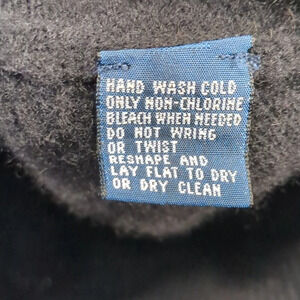 HAND WASH COLD
ONLY NON-CHLORINE
BLEACH WHEN NEEDED
DO NOT WRING
OR TWIST
RESHAPE AND
LAY FLAT TO DRY
OR DRY CLEAN